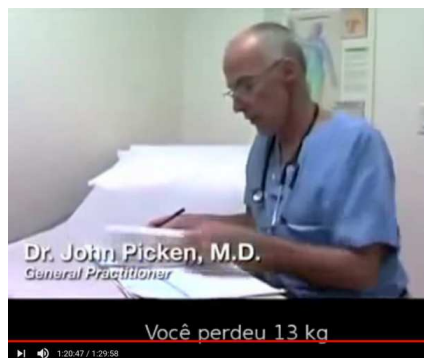 Dr. John Picken, M.D.
General Practitioner
Você perdeu 13 kg
1:20:47 / 1:29:58